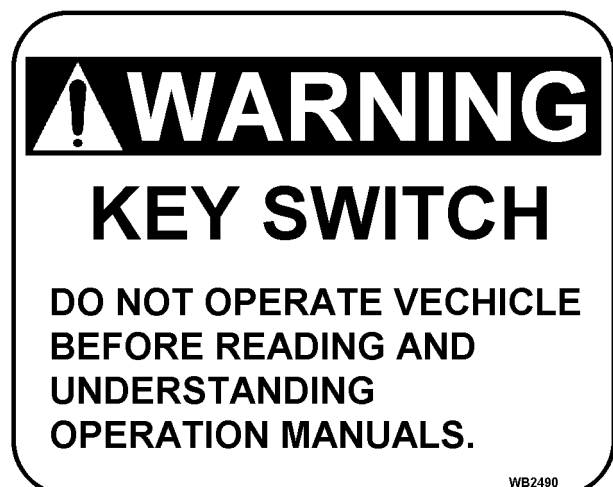 WARNING
KEY SWITCH
DO NOT OPERATE VECHICLE
BEFORE READING AND
UNDERSTANDING
OPERATION MANUALS.
WB2490